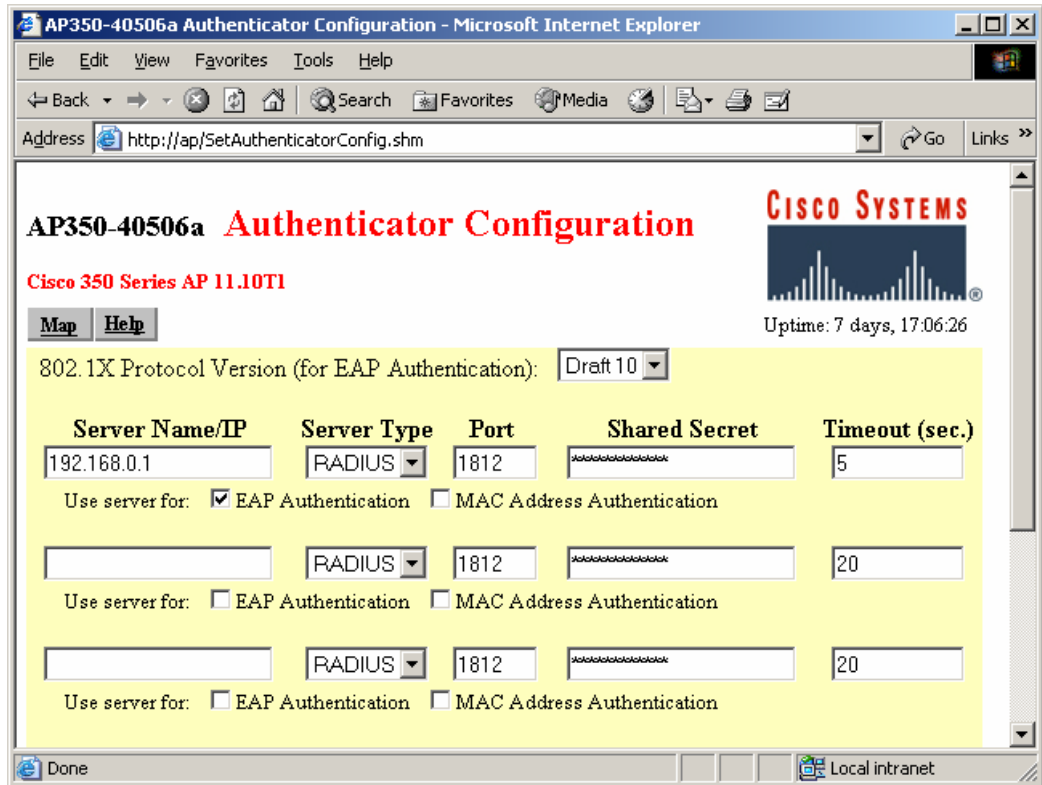 AP350-40506a Authenticator Configuration - Microsoft Internet Explorer
File Edit View Favorites Tools Help
Back Search Favorites Media
Address http://ap/SetAuthenticatorConfig.shm Go Links »
CISCO SYSTEMS
AP350-40506a Authenticator Configuration
Cisco 350 Series AP 11.10T1
®
Map Help Uptime: 7 days, 17:06:26
802.1X Protocol Version (for EAP Authentication): Draft 10
Server Name/IP Server Type Port Shared Secret Timeout (sec.)
192.168.0.1 RADIUS 1812 ************** 5
Use server for: EAP Authentication MAC Address Authentication
RADIUS 1812 ************** 20
Use server for: EAP Authentication MAC Address Authentication
RADIUS 1812 ************** 20
Use server for: EAP Authentication MAC Address Authentication
Done Local intranet